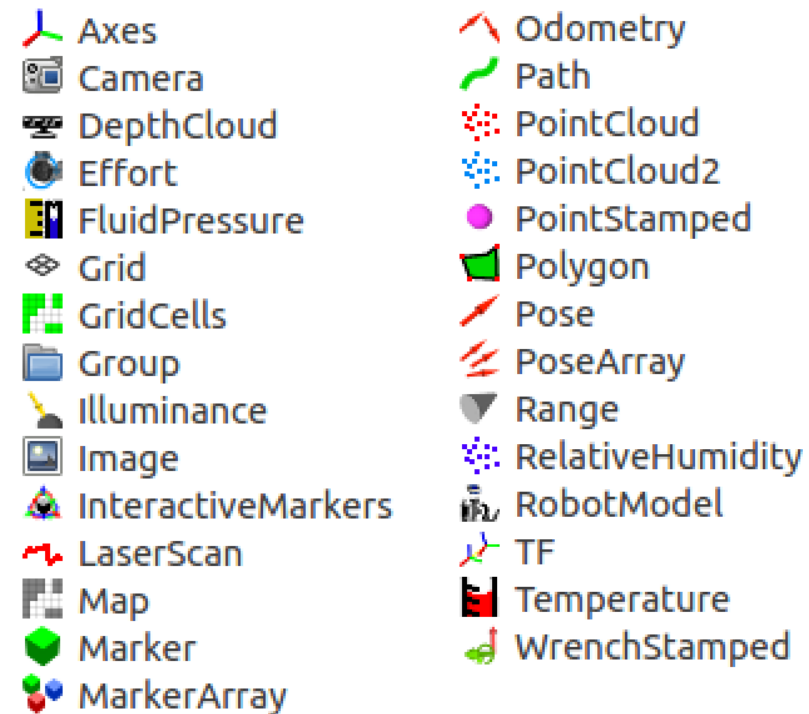 Axes
Camera
DepthCloud
Effort
FluidPressure
Grid
GridCells
Group
Illuminance
Image
InteractiveMarkers
LaserScan
Map
Marker
MarkerArray
Odometry
Path
PointCloud
PointCloud2
PointStamped
Polygon
Pose
PoseArray
Range
RelativeHumidity
RobotModel
TF
Temperature
WrenchStamped